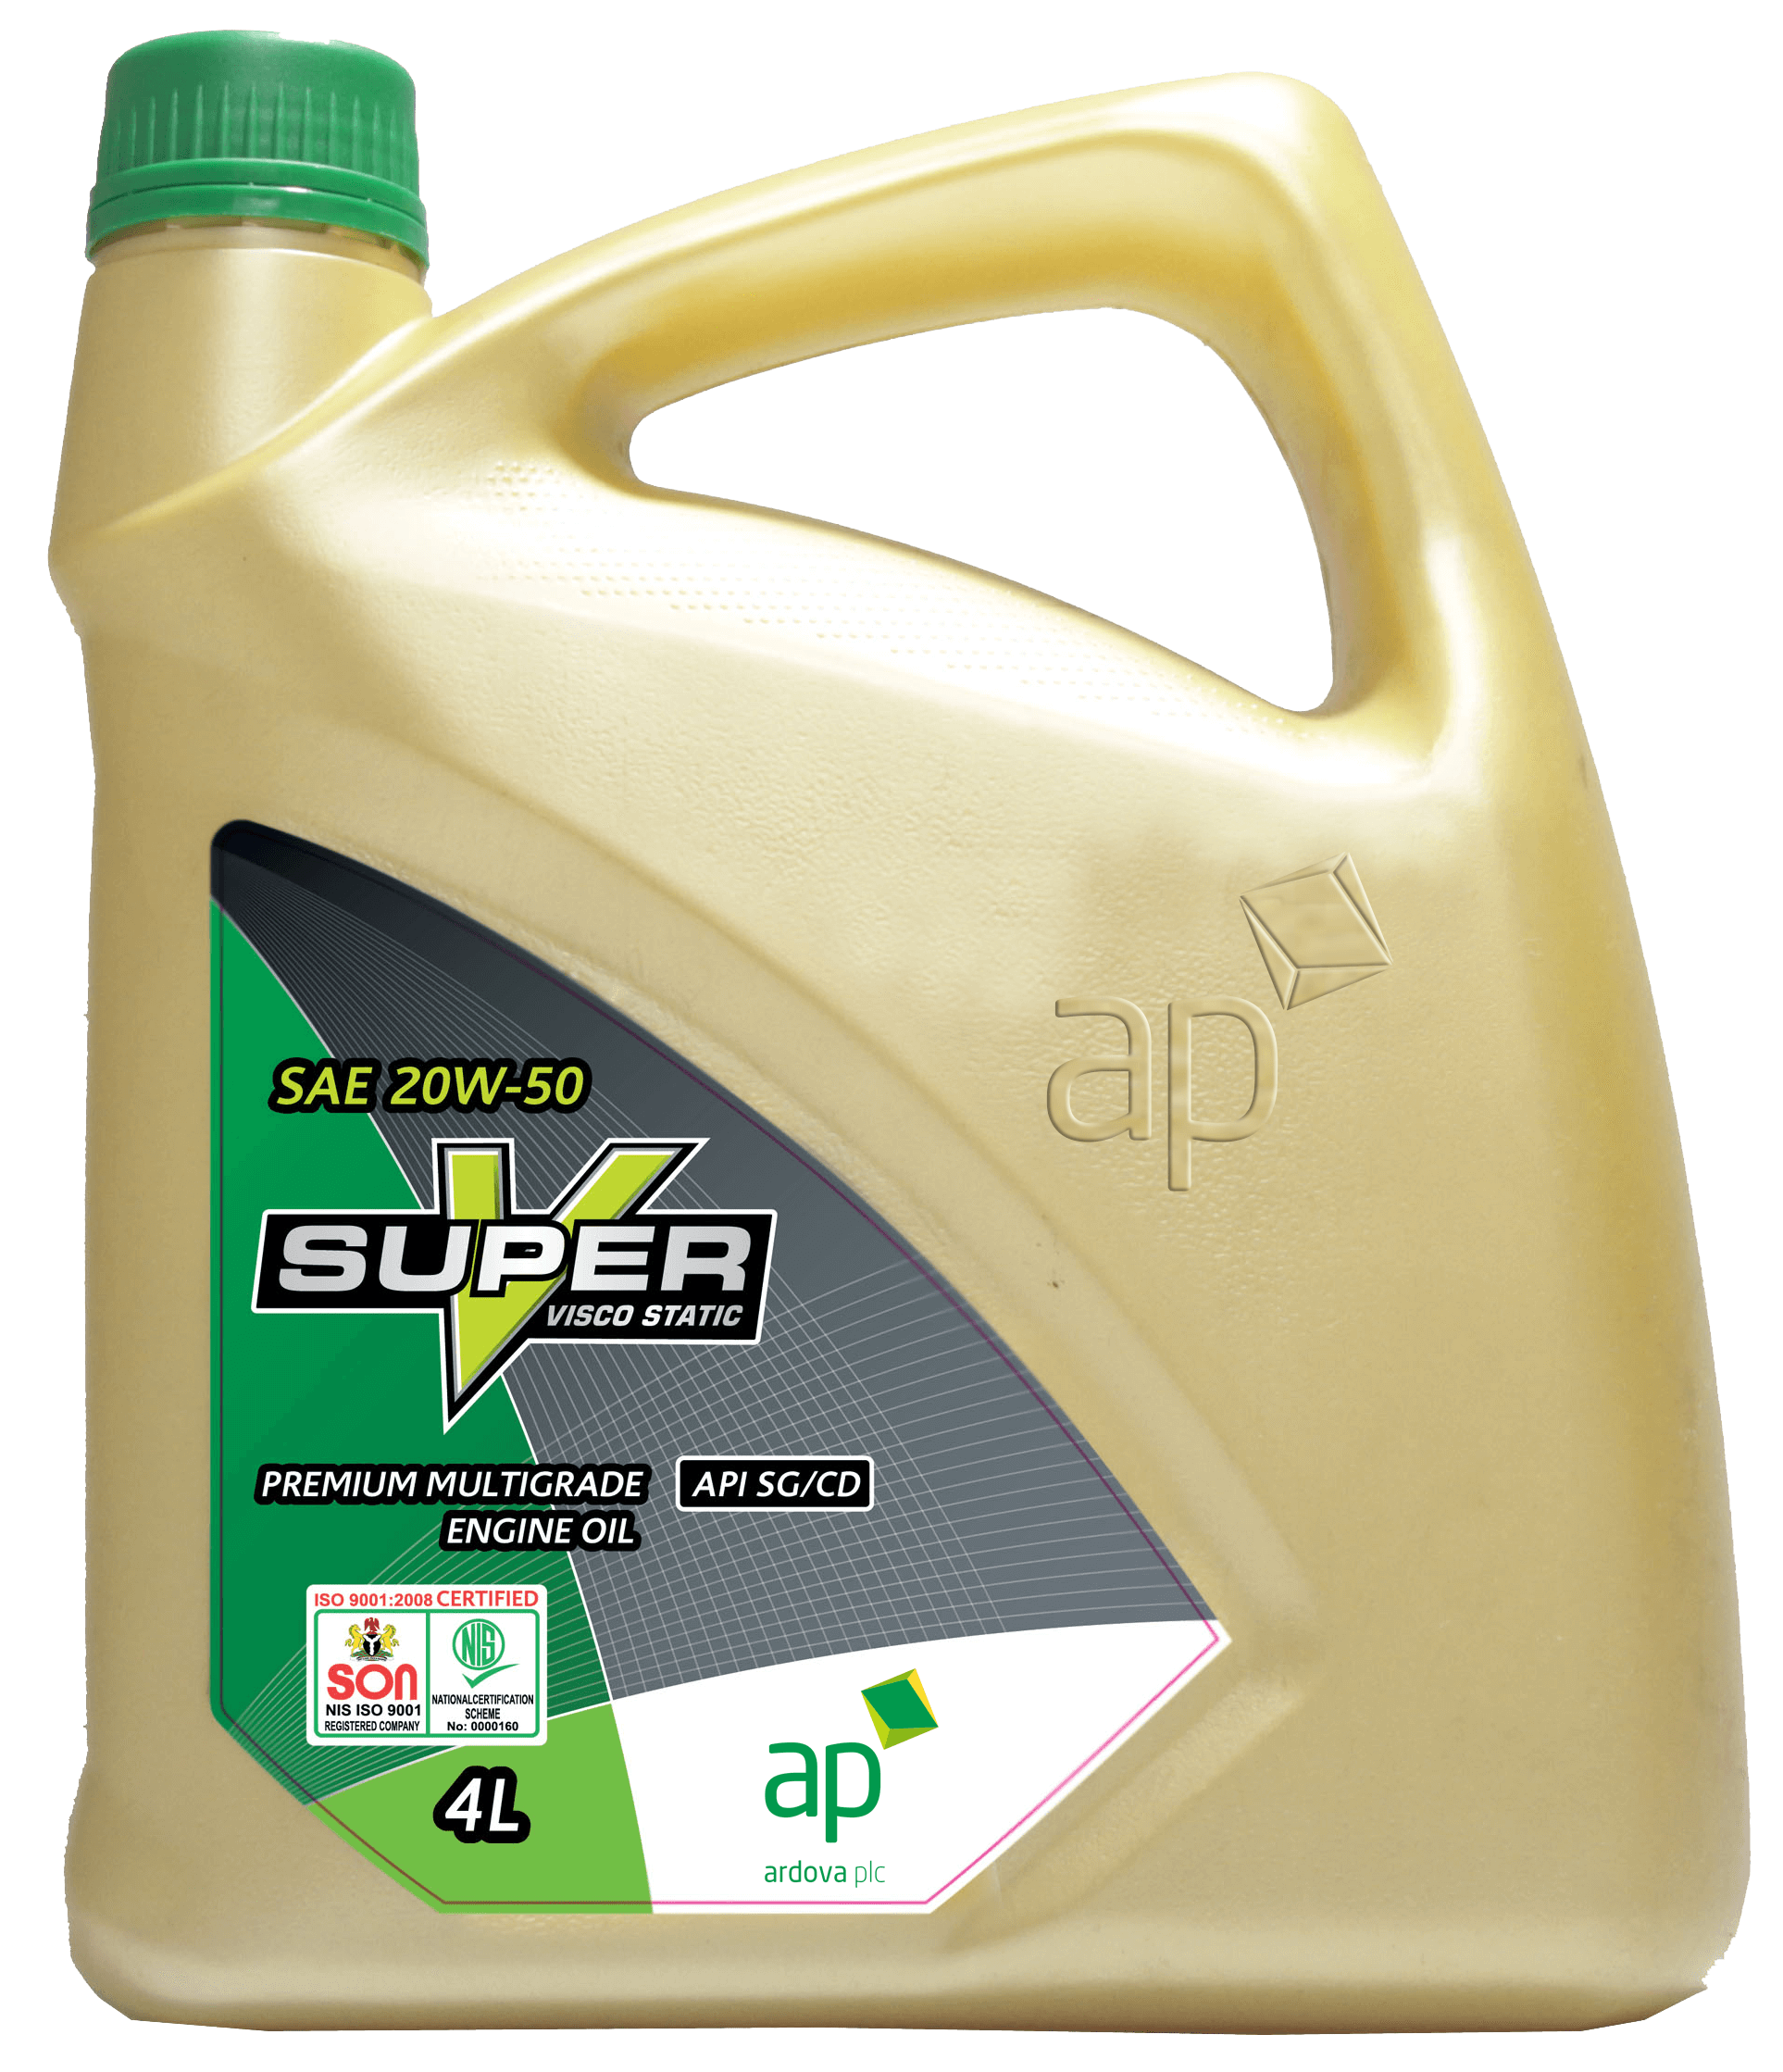 ap
SAE 20W-50
V
SUPER
VISCO STATIC
PREMIUM MULTIGRADE
ENGINE OIL
API SG/CD
ISO 9001:2008 CERTIFIED
SON
NIS ISO 9001
REGISTERED COMPANY
NIS
NATIONALCERTIFICATION
SCHEME
No: 0000160
4L
ap
ardova plc